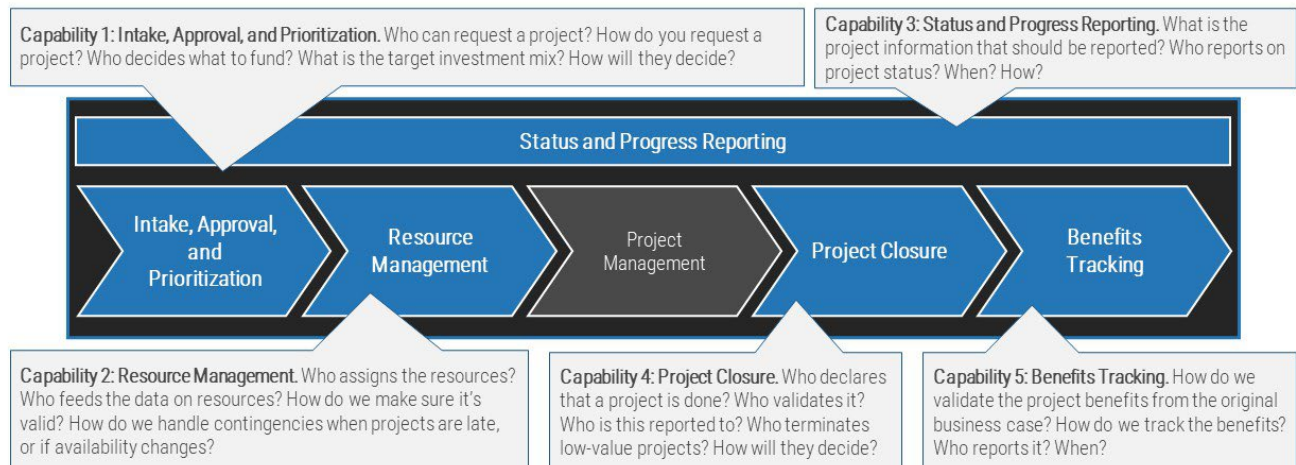 Capability 1: Intake, Approval, and Prioritization. Who can request a project? How do you request a
project? Who decides what to fund? What is the target investment mix? How will they decide?
Capability 3: Status and Progress Reporting. What is the
project information that should be reported? Who reports on
project status? When? How?
Status and Progress Reporting
Intake, Approval,
and
Prioritization
Resource
Management
Project
Management
Project Closure
Benefits
Tracking
Capability 2: Resource Management. Who assigns the resources?
Who feeds the data on resources? How do we make sure it's
valid? How do we handle contingencies when projects are late,
or if availability changes?
Capability 4: Project Closure. Who declares
that a project is done? Who validates it?
Who is this reported to? Who terminates
low-value projects? How will they decide?
Capability 5: Benefits Tracking. How do we
validate the project benefits from the original
business case? How do we track the benefits?
Who reports it? When?